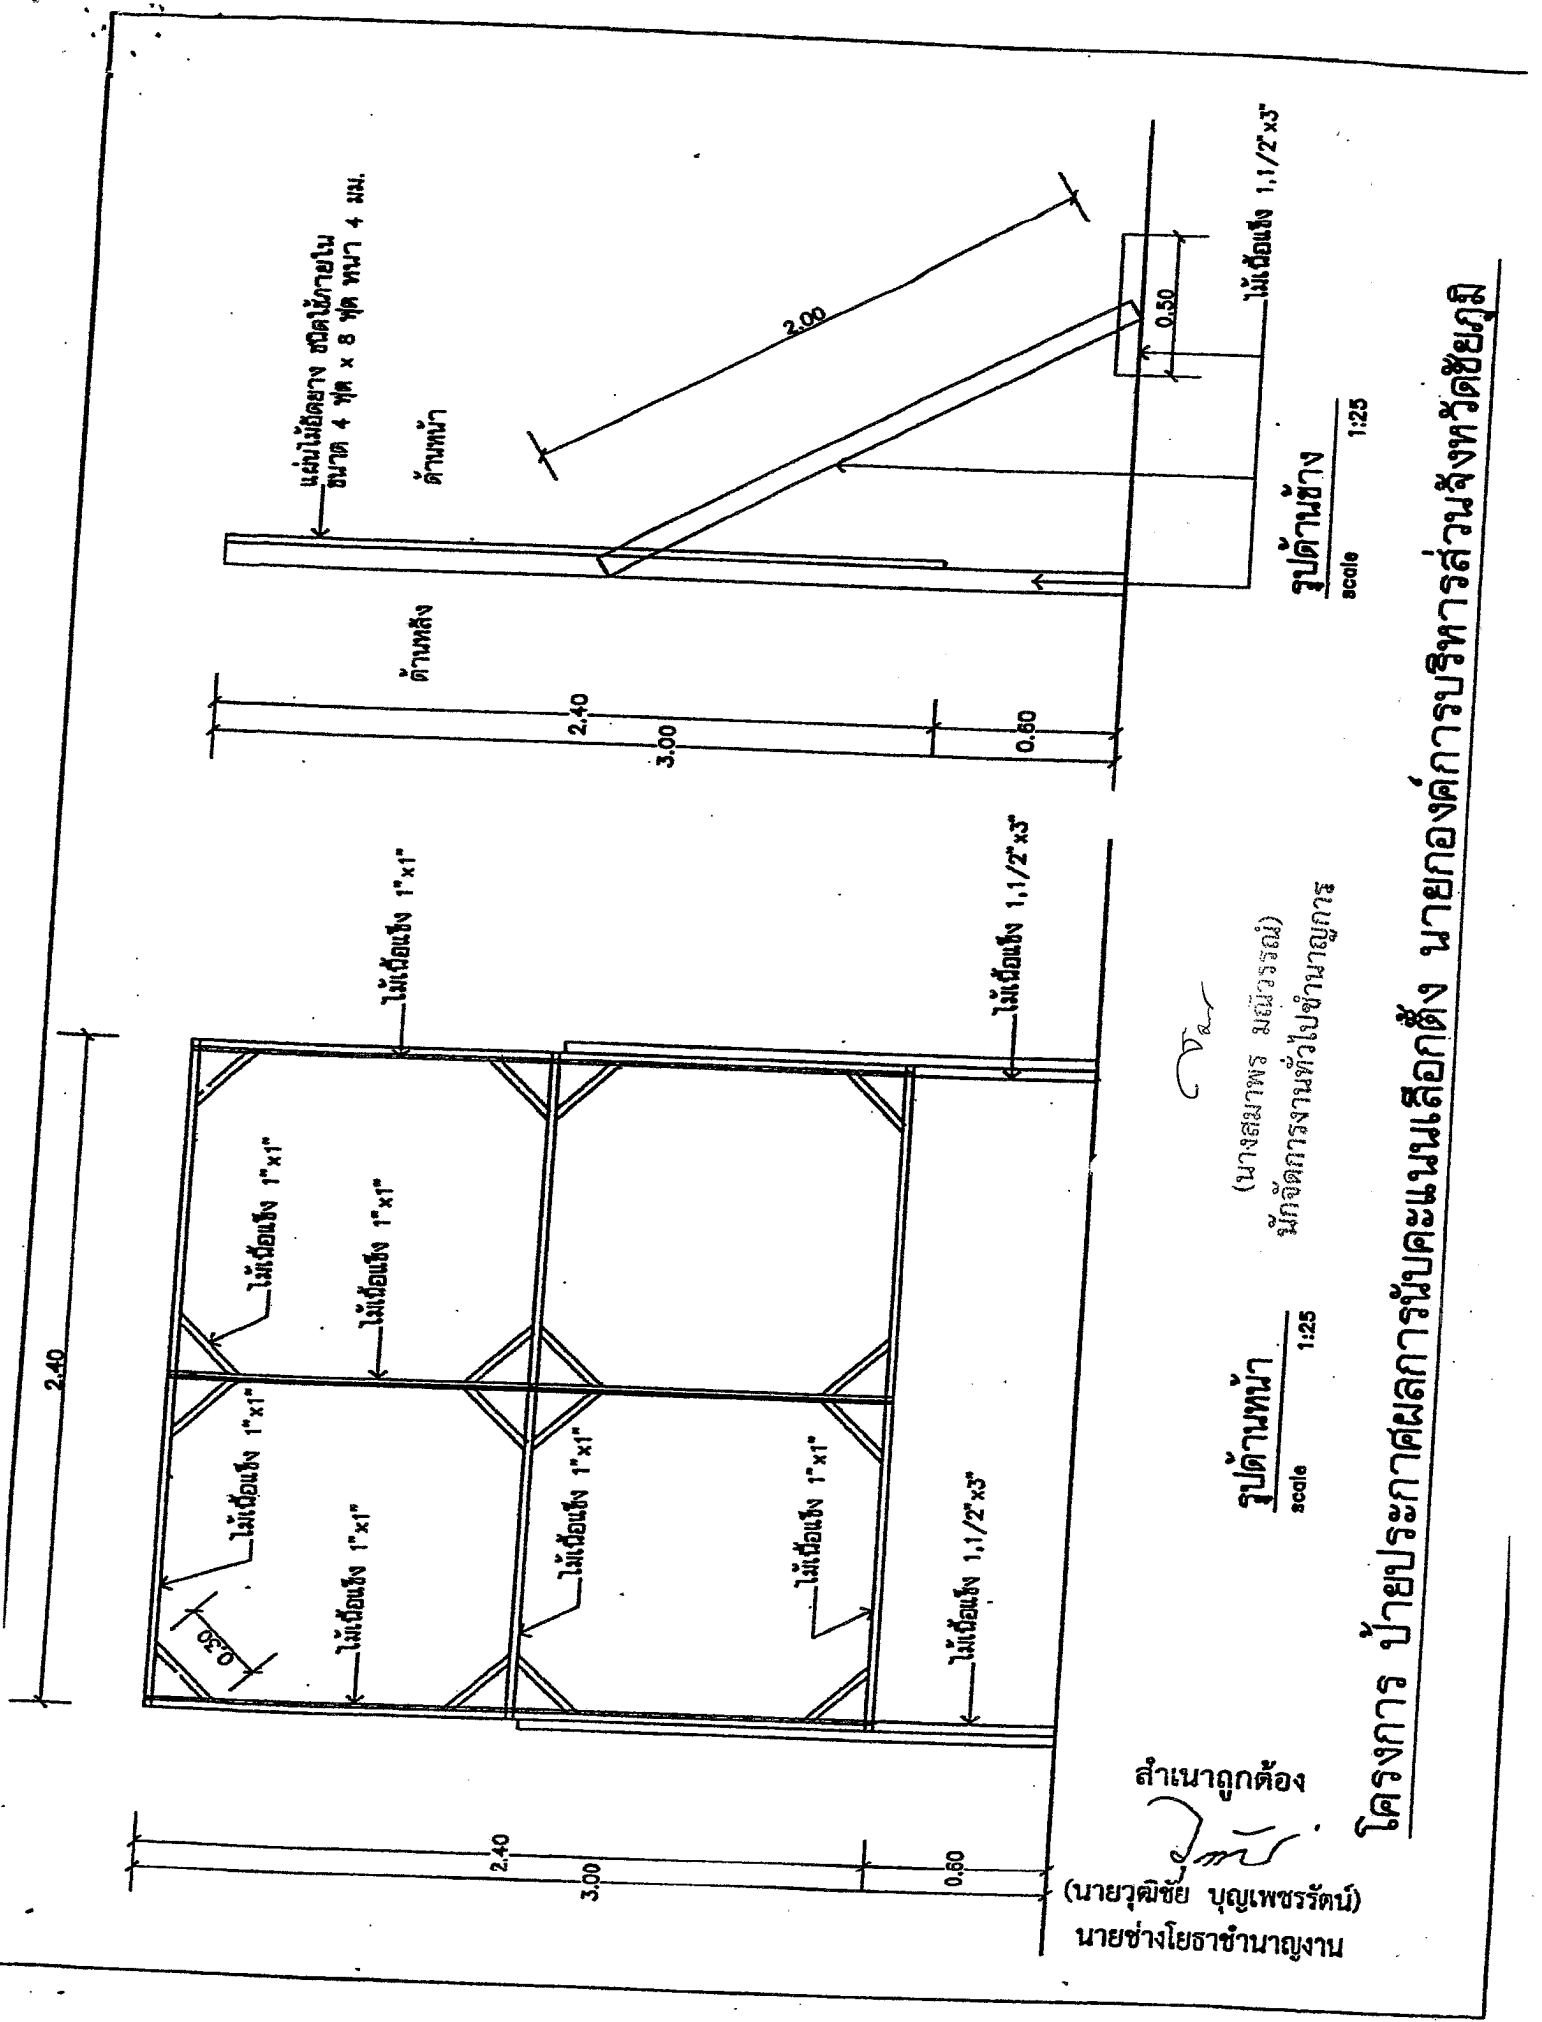 2.40
ไม้เนื้อแข็ง 1"x1"
ไม้เนื้อแข็ง 1"x1"
ไม้เนื้อแข็ง 1"x1"
ไม้เนื้อแข็ง 1"x1"
ไม้เนื้อแข็ง 1"x1"
0.30
ไม้เนื้อแข็ง 1"x1"
ไม้เนื้อแข็ง 1"x1"
ไม้เนื้อแข็ง 1,1/2"x3"
ไม้เนื้อแข็ง 1,1/2"x3"
2.40
3.00
0.60
รูปด้านหน้า
scale 1:25
แผ่นไม้อัดยาง ชนิดใช้ภายใน
ขนาด 4 ฟุต x 8 ฟุต หนา 4 มม.
ด้านหน้า
ด้านหลัง
2.40
3.00
0.60
2.00
0.50
ไม้เนื้อแข็ง 1,1/2"x3"
รูปด้านข้าง
scale 1:25
(นางสมาพร มณีวรรณ์)
นักจัดการงานทั่วไปชำนาญการ
โครงการ ป้ายประกาศผลการนับคะแนนเลือกตั้ง นายกองค์การบริหารส่วนจังหวัดชัยภูมิ
สำเนาถูกต้อง
(นายวุฒิชัย บุญเพชรรัตน์)
นายช่างโยธาชำนาญงาน